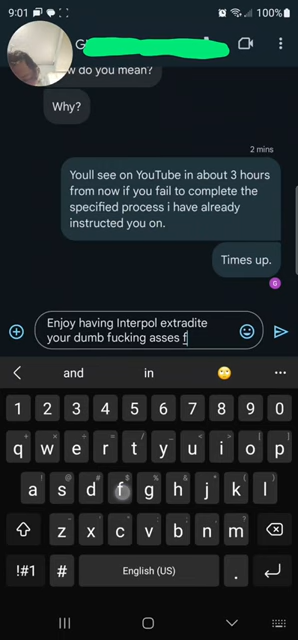 9:01
100%
G
w do you mean?
Why?
2 mins
Youll see on YouTube in about 3 hours
from now if you fail to complete the
specified process i have already
instructed you on.
Times up.
G
Enjoy having Interpol extradite
your dumb fucking asses f
and in
1 2 3 4 5 6 7 8 9 0
q w e r t y u i o p
a s d f g h j k l
z x c v b n m
!#1 # English (US) .